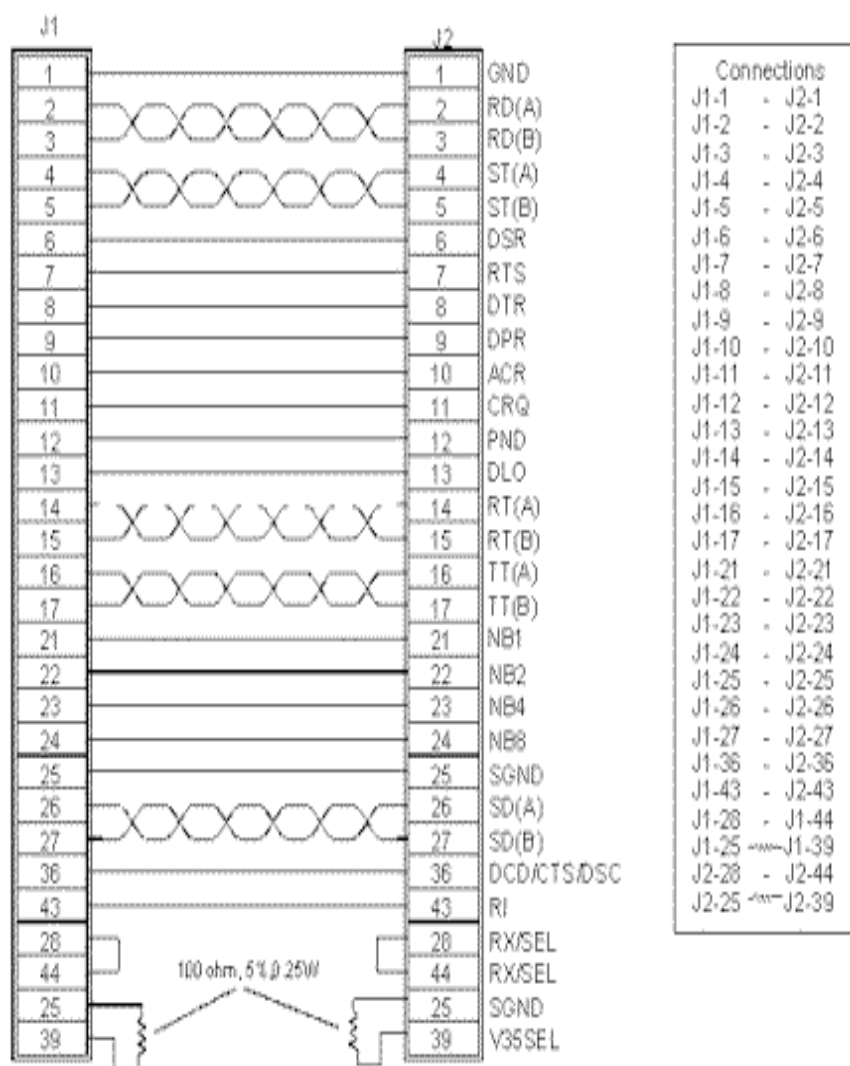 J1 J2
1 1 GND
2 2 RD(A)
3 3 RD(B)
4 4 ST(A)
5 5 ST(B)
6 6 DSR
7 7 RTS
8 8 DTR
9 9 DPR
10 10 ACR
11 11 CRQ
12 12 PND
13 13 DLO
14 14 RT(A)
15 15 RT(B)
16 16 TT(A)
17 17 TT(B)
21 21 NB1
22 22 NB2
23 23 NB4
24 24 NB8
25 25 SGND
26 26 SD(A)
27 27 SD(B)
36 36 DCD/CTS/DSC
43 43 RI
28 28 RX/SEL
44 44 RX/SEL
100 ohm, 5% 0.25W
25 25 SGND
39 39 V35SEL
Connections
J1-1 - J2-1
J1-2 - J2-2
J1-3 - J2-3
J1-4 - J2-4
J1-5 - J2-5
J1-6 - J2-6
J1-7 - J2-7
J1-8 - J2-8
J1-9 - J2-9
J1-10 - J2-10
J1-11 - J2-11
J1-12 - J2-12
J1-13 - J2-13
J1-14 - J2-14
J1-15 - J2-15
J1-16 - J2-16
J1-17 - J2-17
J1-21 - J2-21
J1-22 - J2-22
J1-23 - J2-23
J1-24 - J2-24
J1-25 - J2-25
J1-26 - J2-26
J1-27 - J2-27
J1-36 - J2-36
J1-43 - J2-43
J1-28 - J1-44
J1-25 J1-39
J2-28 - J2-44
J2-25 J2-39